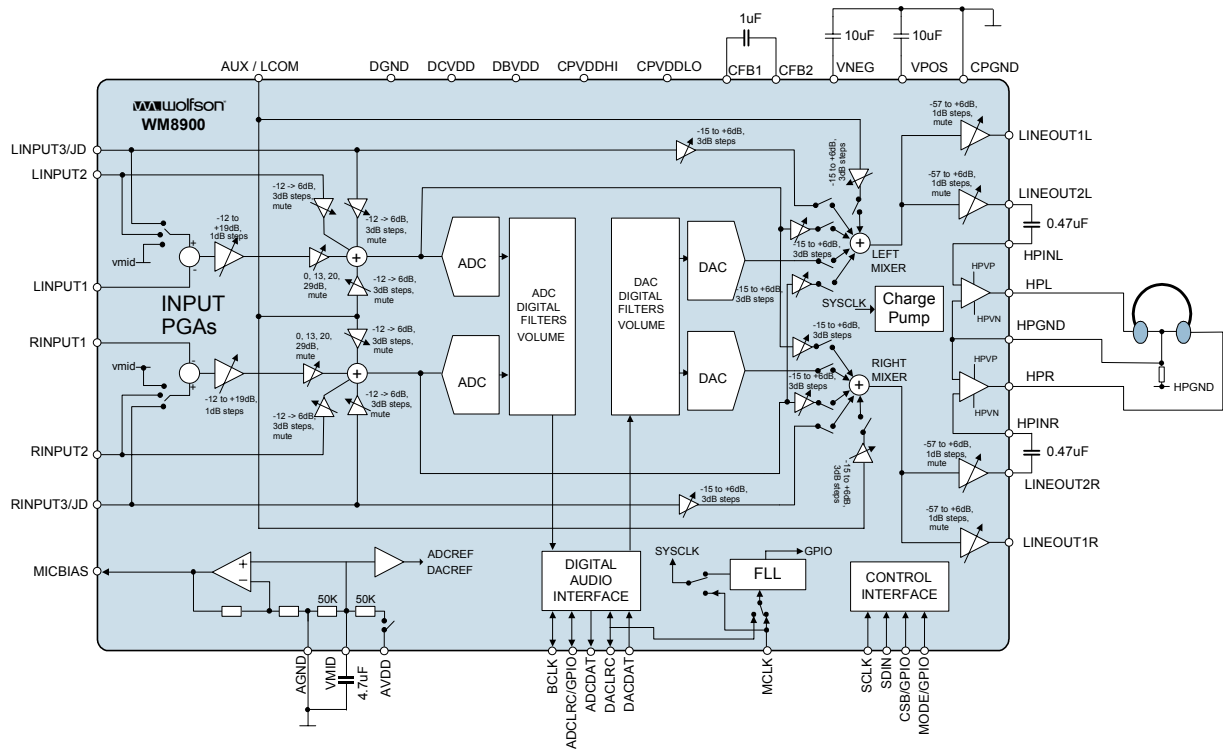 1uF
10uF
10uF
AUX / LCOM
DGND
DCVDD
DBVDD
CPVDDHI
CPVDDLO
CFB1
CFB2
VNEG
VPOS
CPGND
wolfson®
WM8900
LINPUT3/JD
LINPUT2
LINPUT1
RINPUT1
RINPUT2
RINPUT3/JD
MICBIAS
vmid
-12 to
+19dB,
1dB steps
INPUT
PGAs
vmid
-12 to +19dB,
1dB steps
-12 -> 6dB,
3dB steps,
mute
-12 -> 6dB,
3dB steps,
mute
0, 13, 20,
29dB,
mute
-12 -> 6dB,
3dB steps,
mute
0, 13, 20,
29dB,
mute
-12 -> 6dB,
3dB steps,
mute
-12 -> 6dB,
3dB steps,
mute
-12 -> 6dB,
3dB steps,
mute
ADC
ADC
ADC
DIGITAL
FILTERS
VOLUME
DAC
DIGITAL
FILTERS
VOLUME
DAC
DAC
-15 to +6dB,
3dB steps
-15 to +6dB,
3dB steps
-15 to +6dB,
3dB steps
-15 to +6dB,
3dB steps
LEFT
MIXER
SYSCLK
Charge
Pump
-15 to +6dB,
3dB steps
-15 to +6dB,
3dB steps
RIGHT
MIXER
-15 to +6dB,
3dB steps
-15 to +6dB,
3dB steps
-57 to +6dB,
1dB steps,
mute
LINEOUT1L
-57 to +6dB,
1dB steps,
mute
LINEOUT2L
0.47uF
HPINL
HPVP
HPVN
HPL
HPGND
HPVP
HPVN
HPR
HPGND
HPINR
0.47uF
-57 to +6dB,
1dB steps,
mute
LINEOUT2R
-57 to +6dB,
1dB steps,
mute
LINEOUT1R
+
-
+
-
+
+
+
+
+
-
ADCREF
DACREF
50K
50K
AGND
VMID
4.7uF
AVDD
DIGITAL
AUDIO
INTERFACE
BCLK
ADCLRC/GPIO
ADCDAT
DACLRC
DACDAT
SYSCLK
GPIO
FLL
MCLK
CONTROL
INTERFACE
SCLK
SDIN
CSB/GPIO
MODE/GPIO